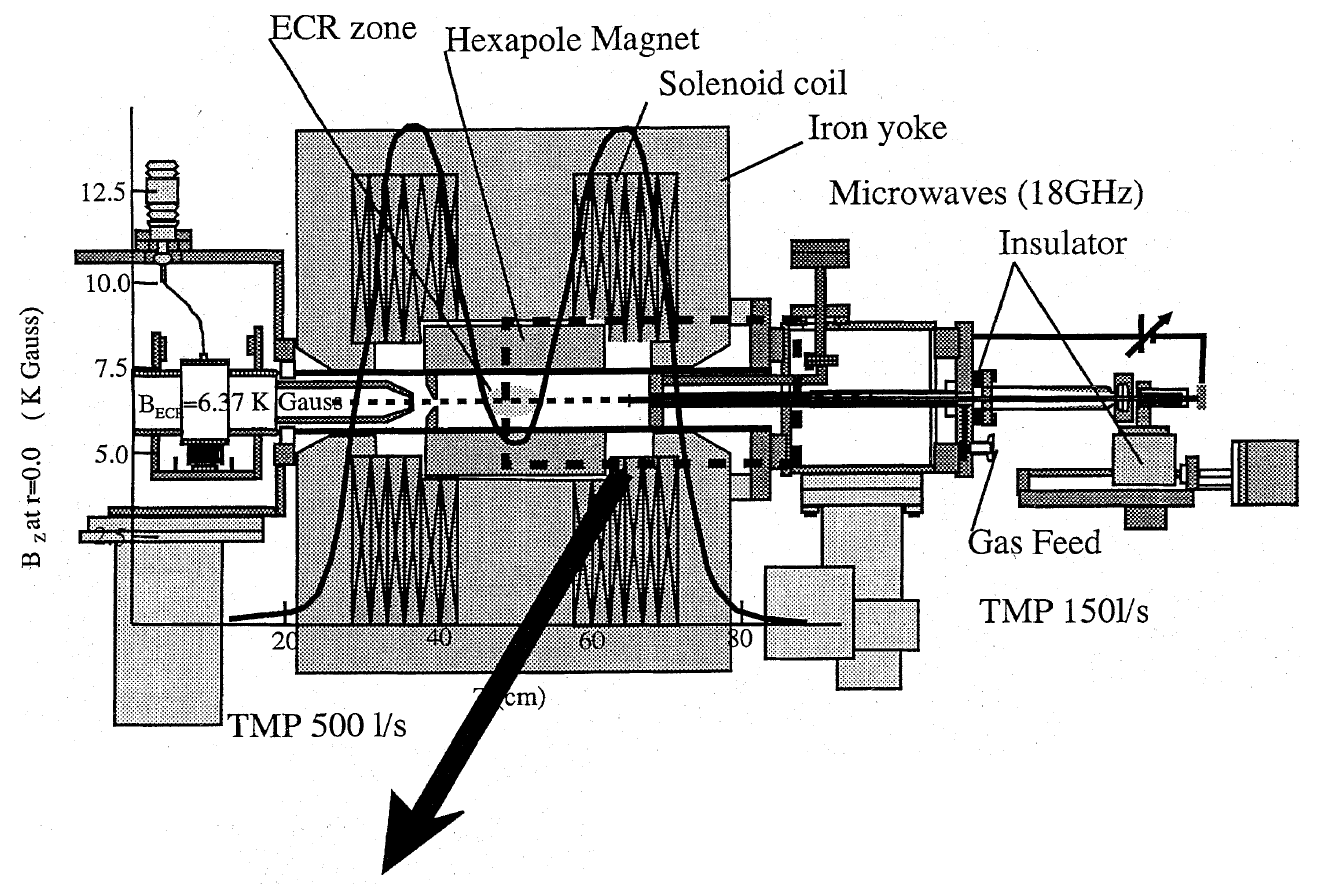 ECR zone
Hexapole Magnet
Solenoid coil
Iron yoke
Microwaves (18GHz)
Insulator
12.5
10.0
7.5
5.0
2.5
B_ECR=6.37 K Gauss
B_z at r=0.0 (K Gauss)
Gas Feed
TMP 150l/s
20
40
60
80
(cm)
TMP 500 l/s